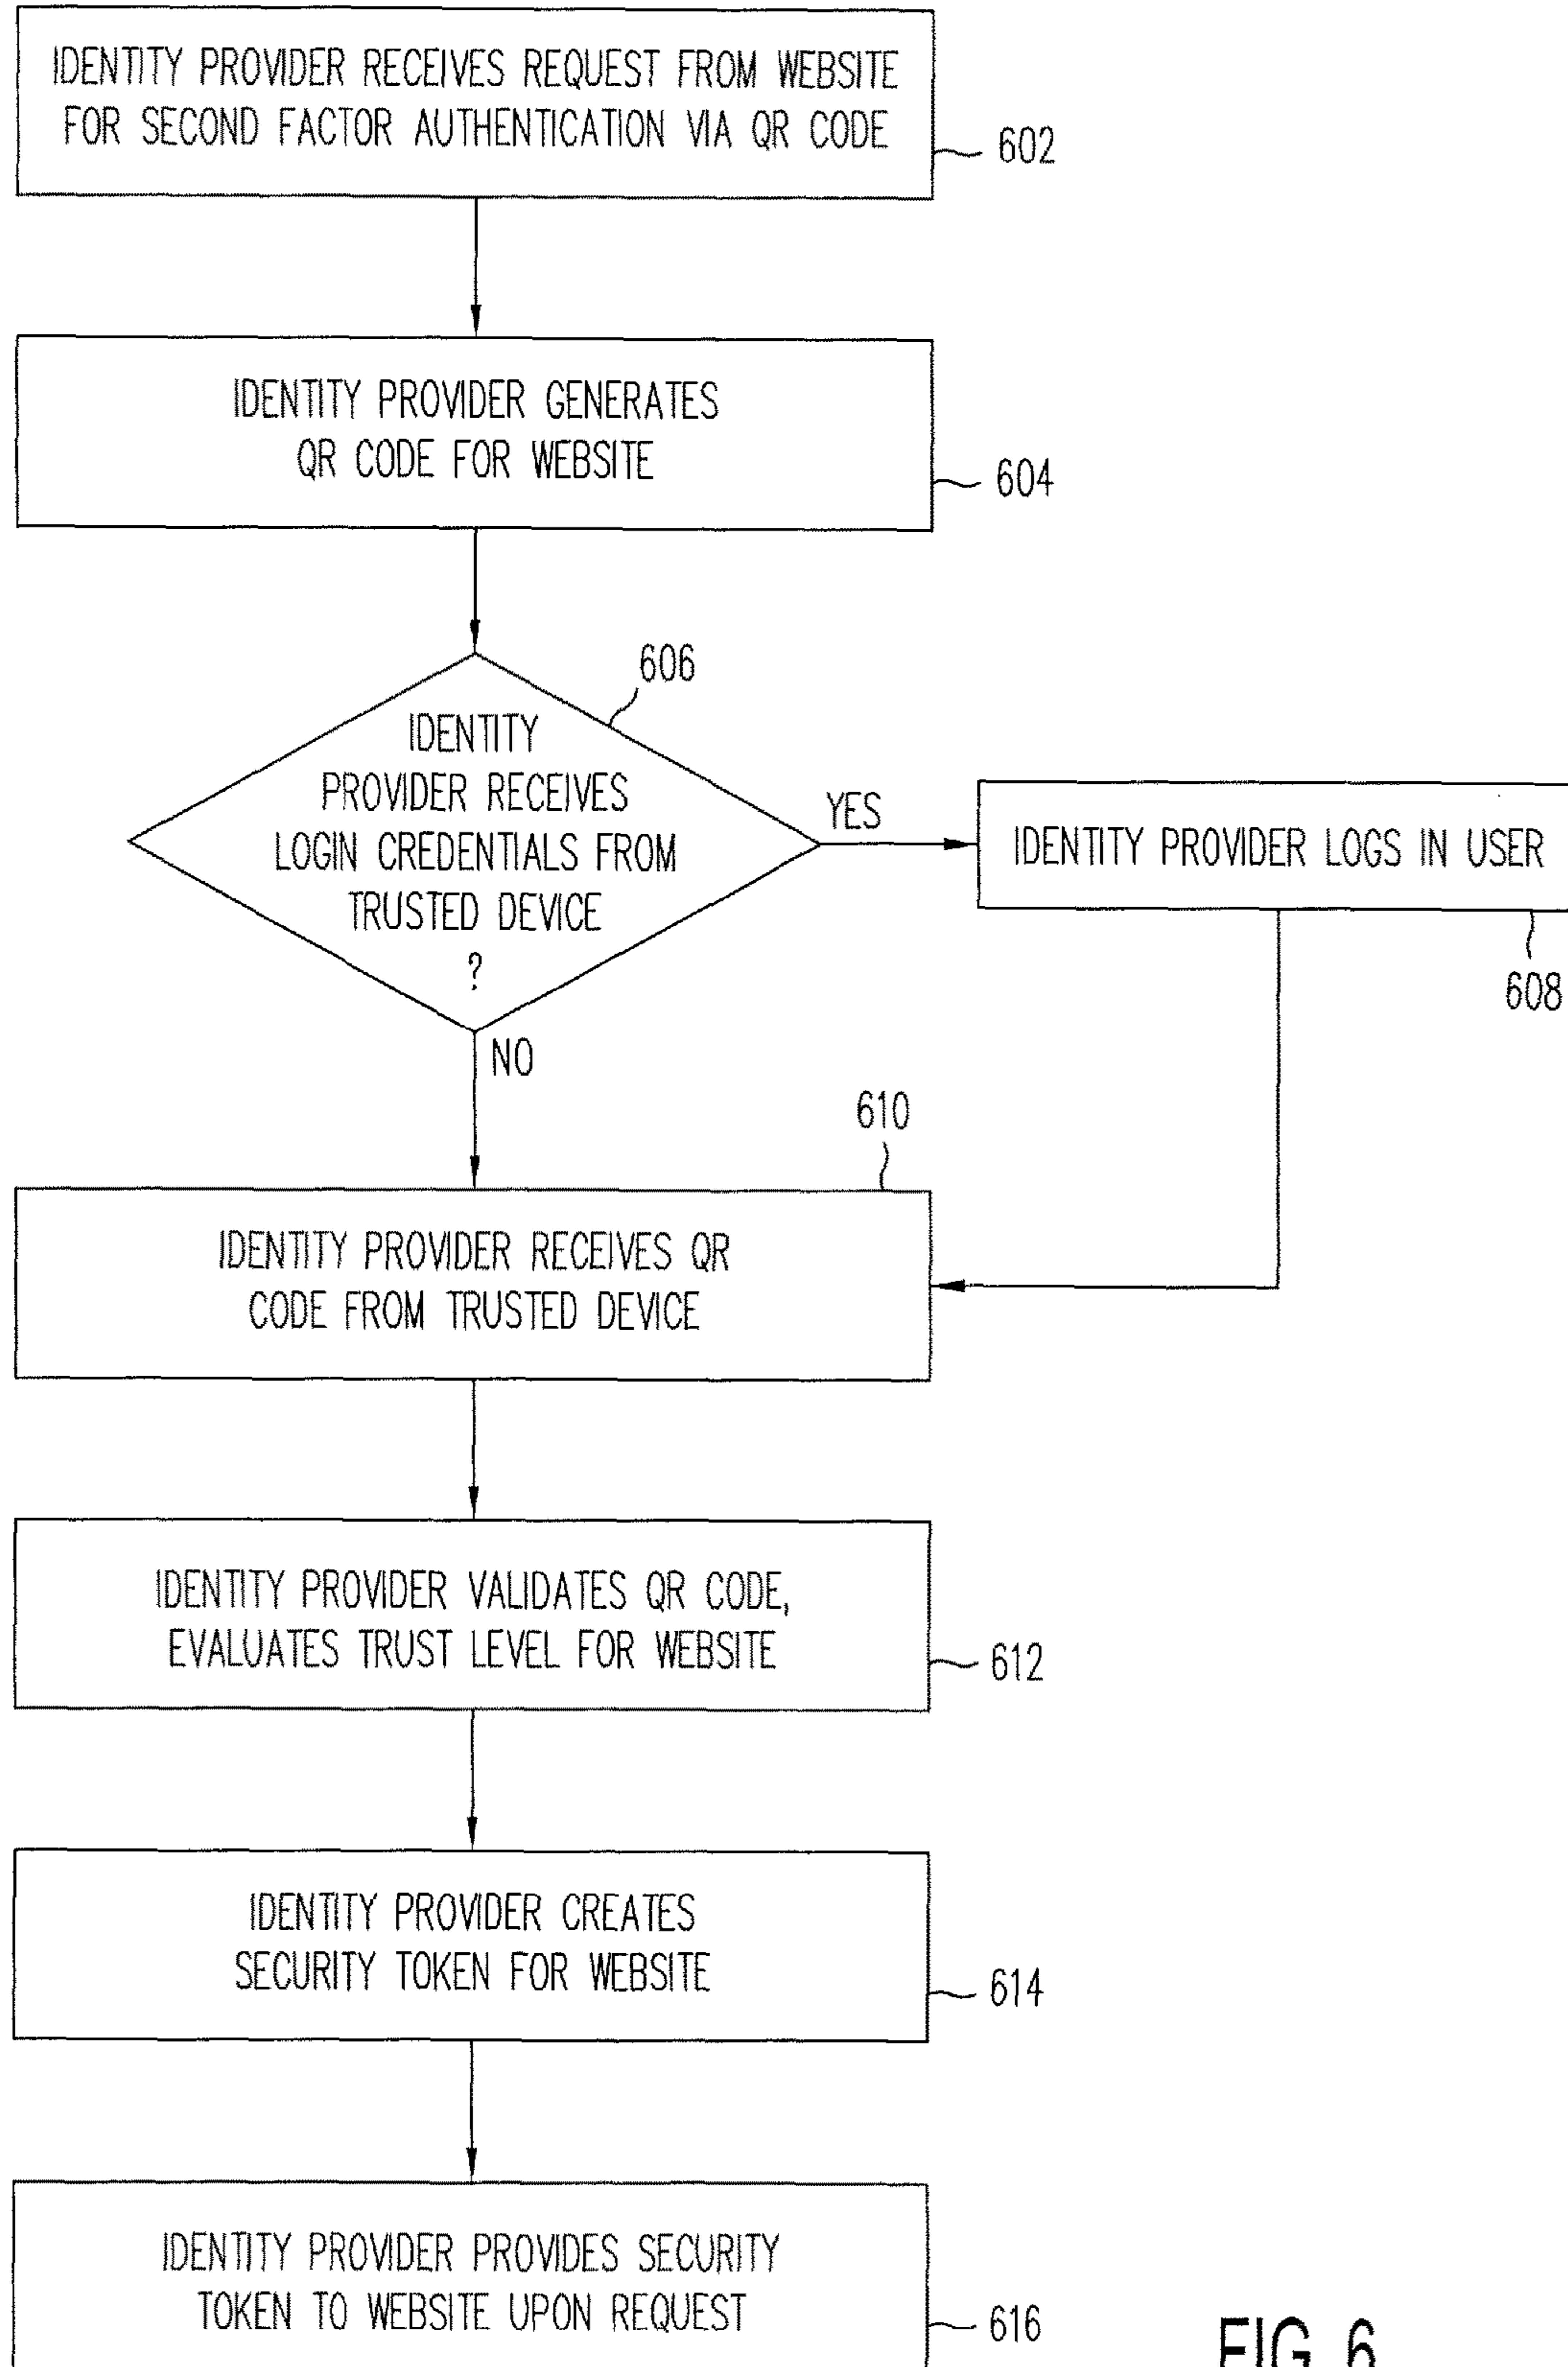 IDENTITY PROVIDER RECEIVES REQUEST FROM WEBSITE
FOR SECOND FACTOR AUTHENTICATION VIA QR CODE
602
IDENTITY PROVIDER GENERATES
QR CODE FOR WEBSITE
604
606
IDENTITY
PROVIDER RECEIVES
LOGIN CREDENTIALS FROM
TRUSTED DEVICE
?
YES
IDENTITY PROVIDER LOGS IN USER
608
NO
610
IDENTITY PROVIDER RECEIVES QR
CODE FROM TRUSTED DEVICE
IDENTITY PROVIDER VALIDATES QR CODE,
EVALUATES TRUST LEVEL FOR WEBSITE
612
IDENTITY PROVIDER CREATES
SECURITY TOKEN FOR WEBSITE
614
IDENTITY PROVIDER PROVIDES SECURITY
TOKEN TO WEBSITE UPON REQUEST
616
FIG. 6